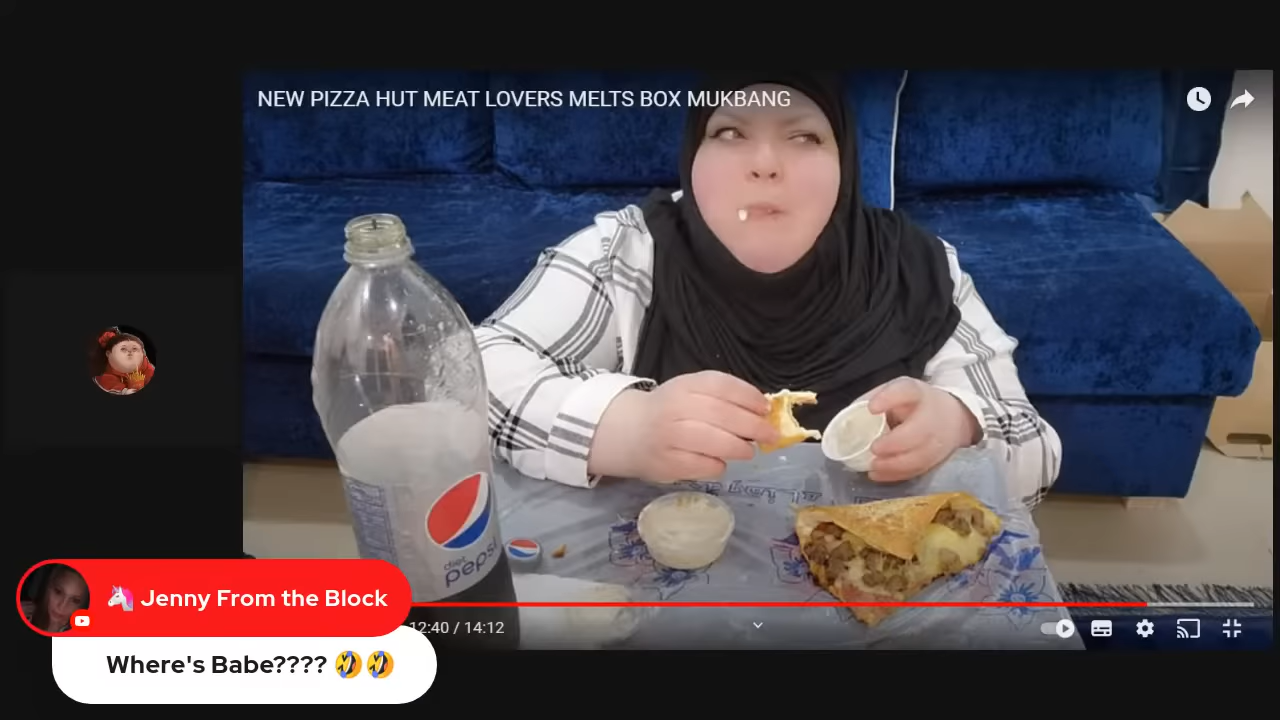 NEW PIZZA HUT MEAT LOVERS MELTS BOX MUKBANG
diet
pepsi
12:40 / 14:12
🦄 Jenny From the Block
Where's Babe???? 🤣🤣